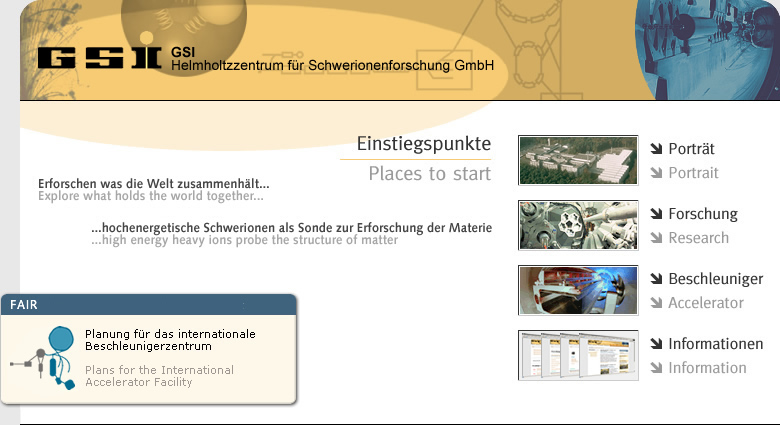 GSI
GSI
Helmholtzzentrum für Schwerionenforschung GmbH
Einstiegspunkte
Places to start
Erforschen was die Welt zusammenhält...
Explore what holds the world together...
...hochenergetische Schwerionen als Sonde zur Erforschung der Materie
...high energy heavy ions probe the structure of matter
Porträt
Portrait
Forschung
Research
Beschleuniger
Accelerator
Informationen
Information
FAIR
Planung für das internationale
Beschleunigerzentrum
Plans for the International
Accelerator Facility